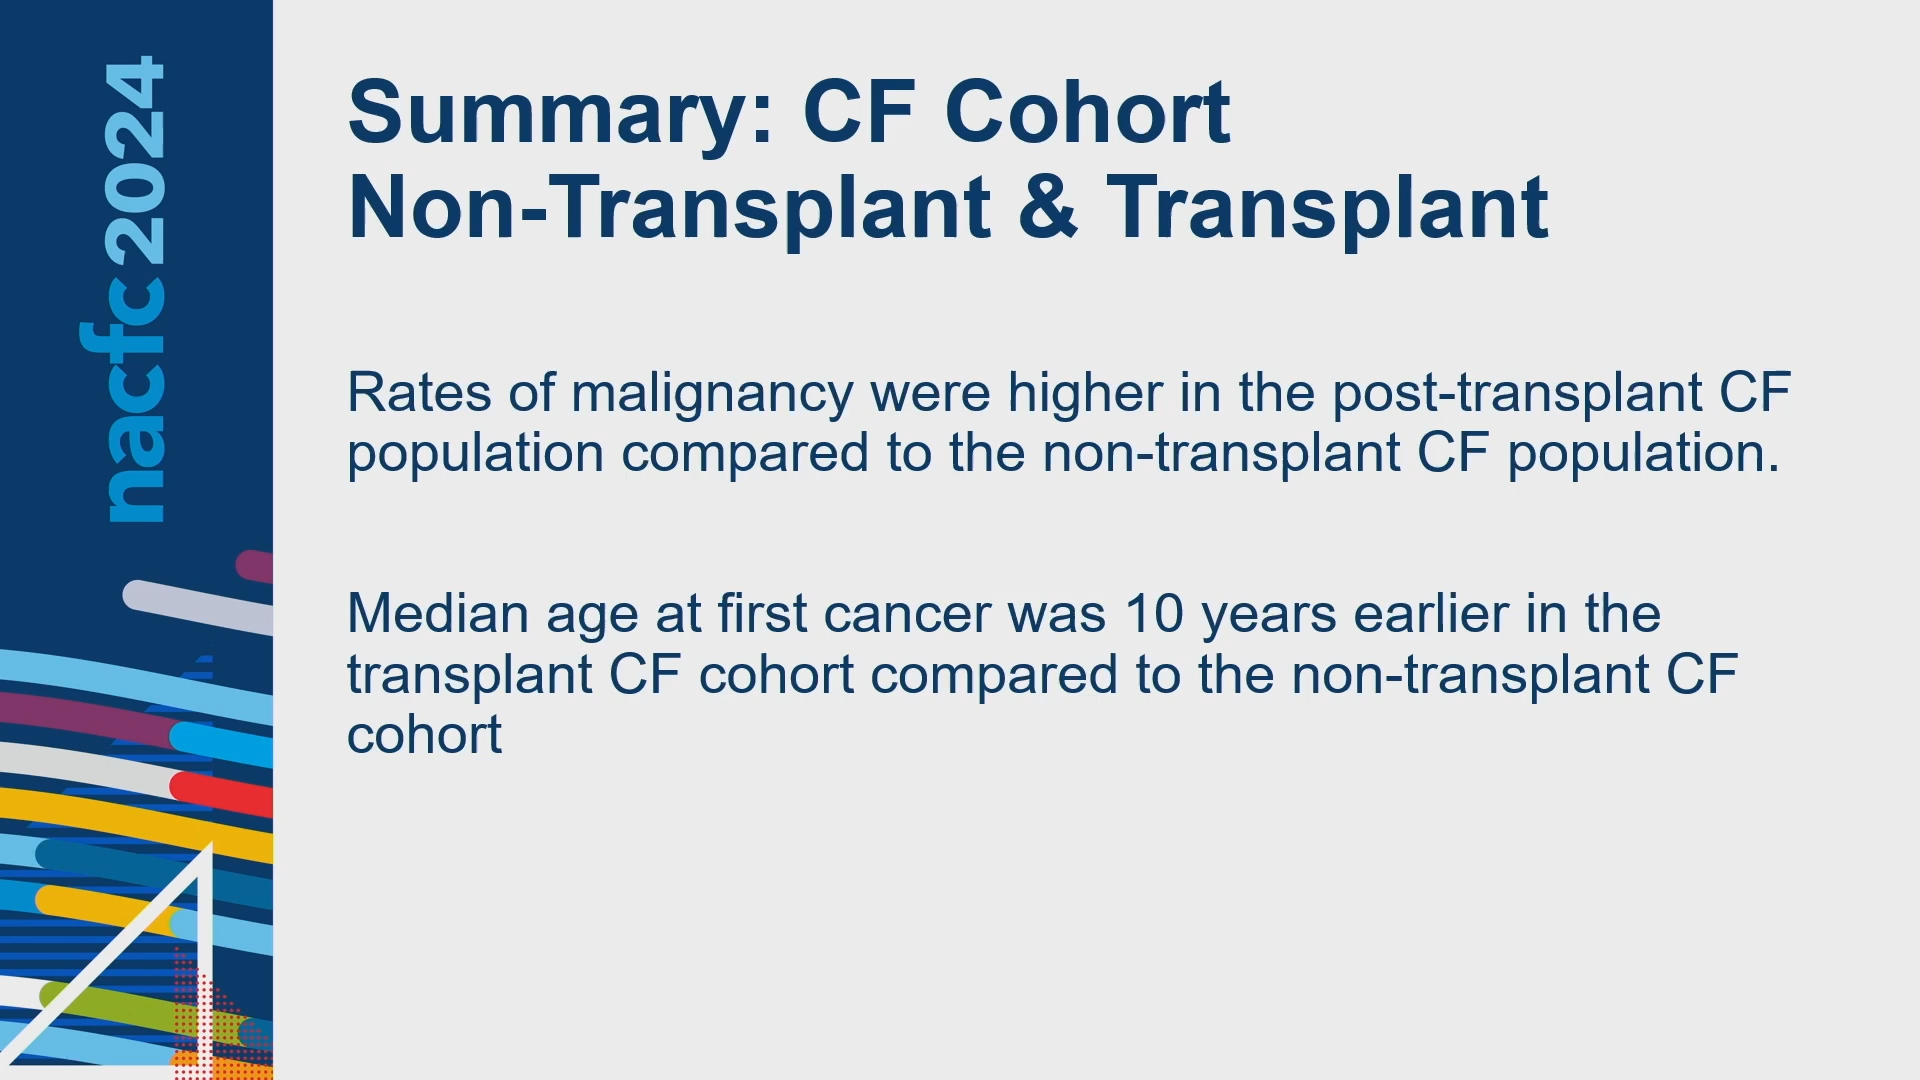 nacfc2024
Summary: CF Cohort
Non-Transplant & Transplant
Rates of malignancy were higher in the post-transplant CF
population compared to the non-transplant CF population.
Median age at first cancer was 10 years earlier in the
transplant CF cohort compared to the non-transplant CF
cohort